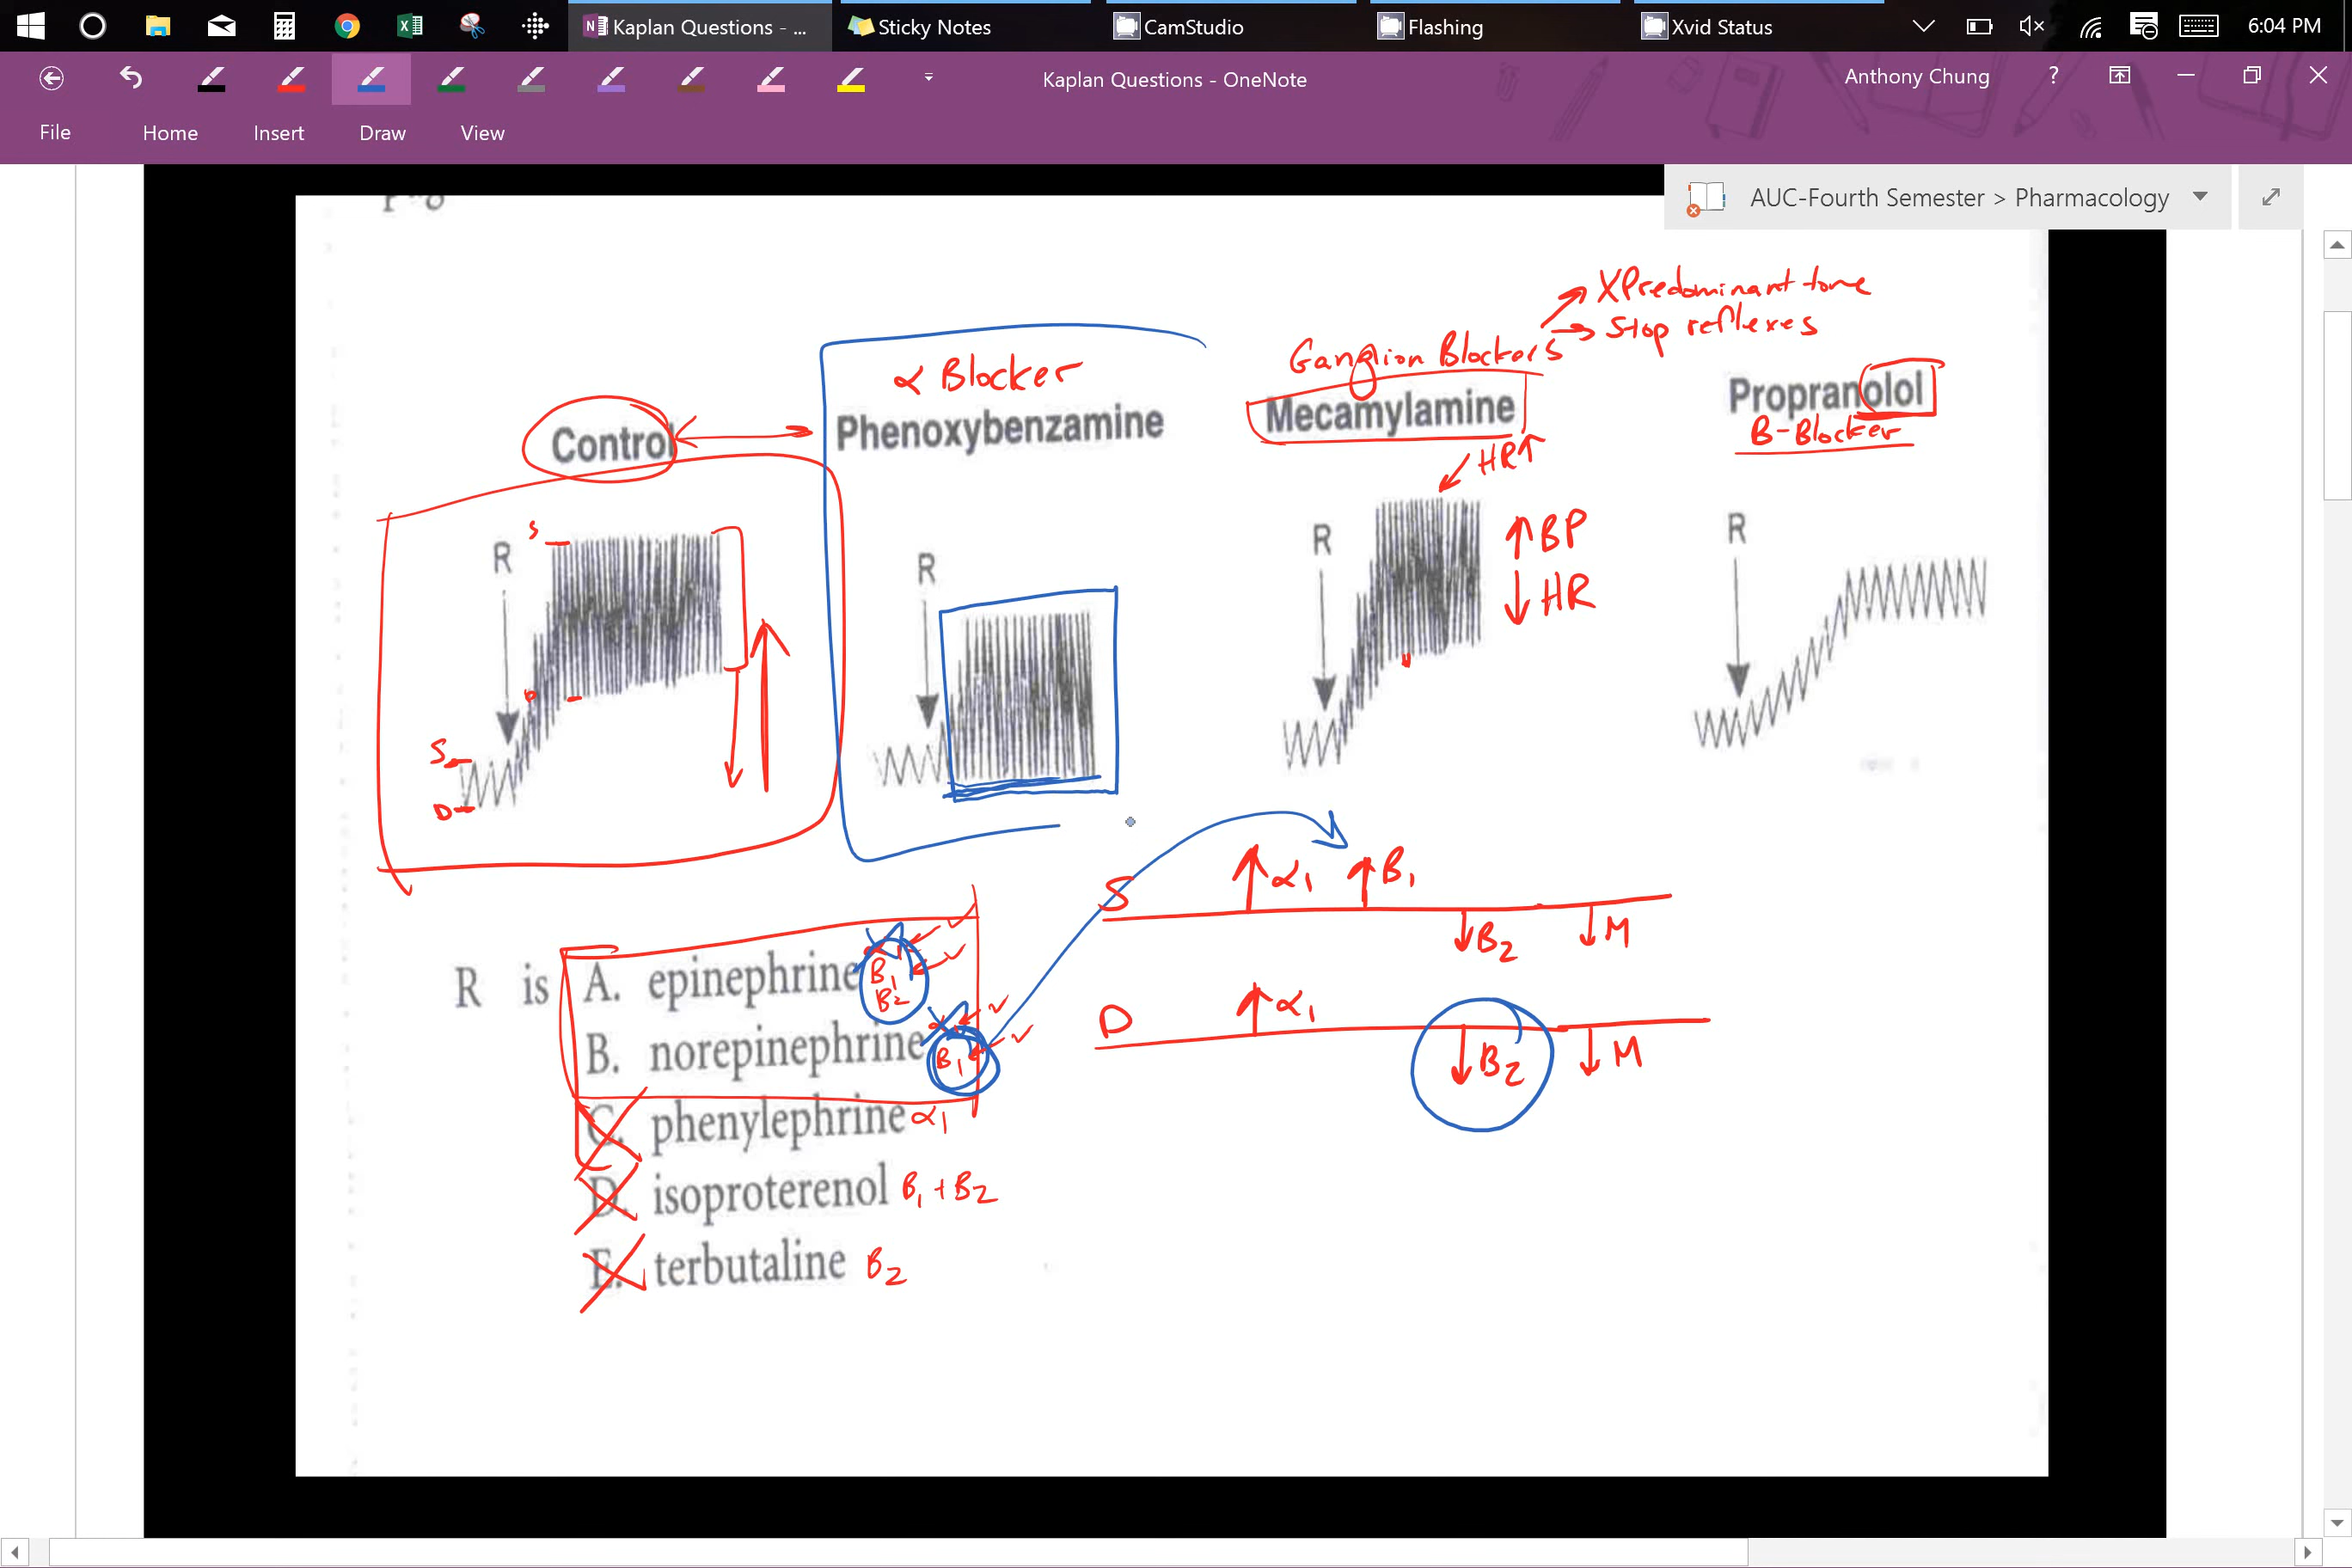 Kaplan Questions - ...
Sticky Notes
CamStudio
Flashing
Xvid Status
6:04 PM
Kaplan Questions - OneNote
Anthony Chung
?
File
Home
Insert
Draw
View
AUC-Fourth Semester > Pharmacology
XPredominant tone
Stop reflexes
Ganglion Blockers
α Blocker
Control
Phenoxybenzamine
Mecamylamine
Propranolol
B-Blocker
HR↑
S
R
R
R
R
↑BP
↓HR
S
D
S ↑α1 ↑B1 ↓B2 ↓M
D ↑α1 ↓B2 ↓M
R is A. epinephrine B1 B2
B. norepinephrine B1
C. phenylephrine α1
D. isoproterenol B1 + B2
E. terbutaline B2